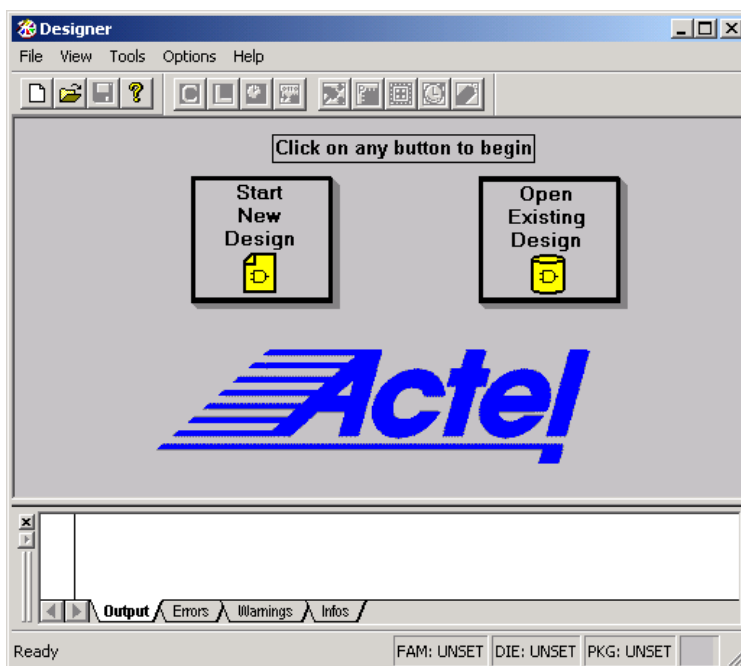 Designer
File View Tools Options Help
Click on any button to begin
Start
New
Design
Open
Existing
Design
Actel
Output Errors Warnings Infos
Ready FAM: UNSET DIE: UNSET PKG: UNSET